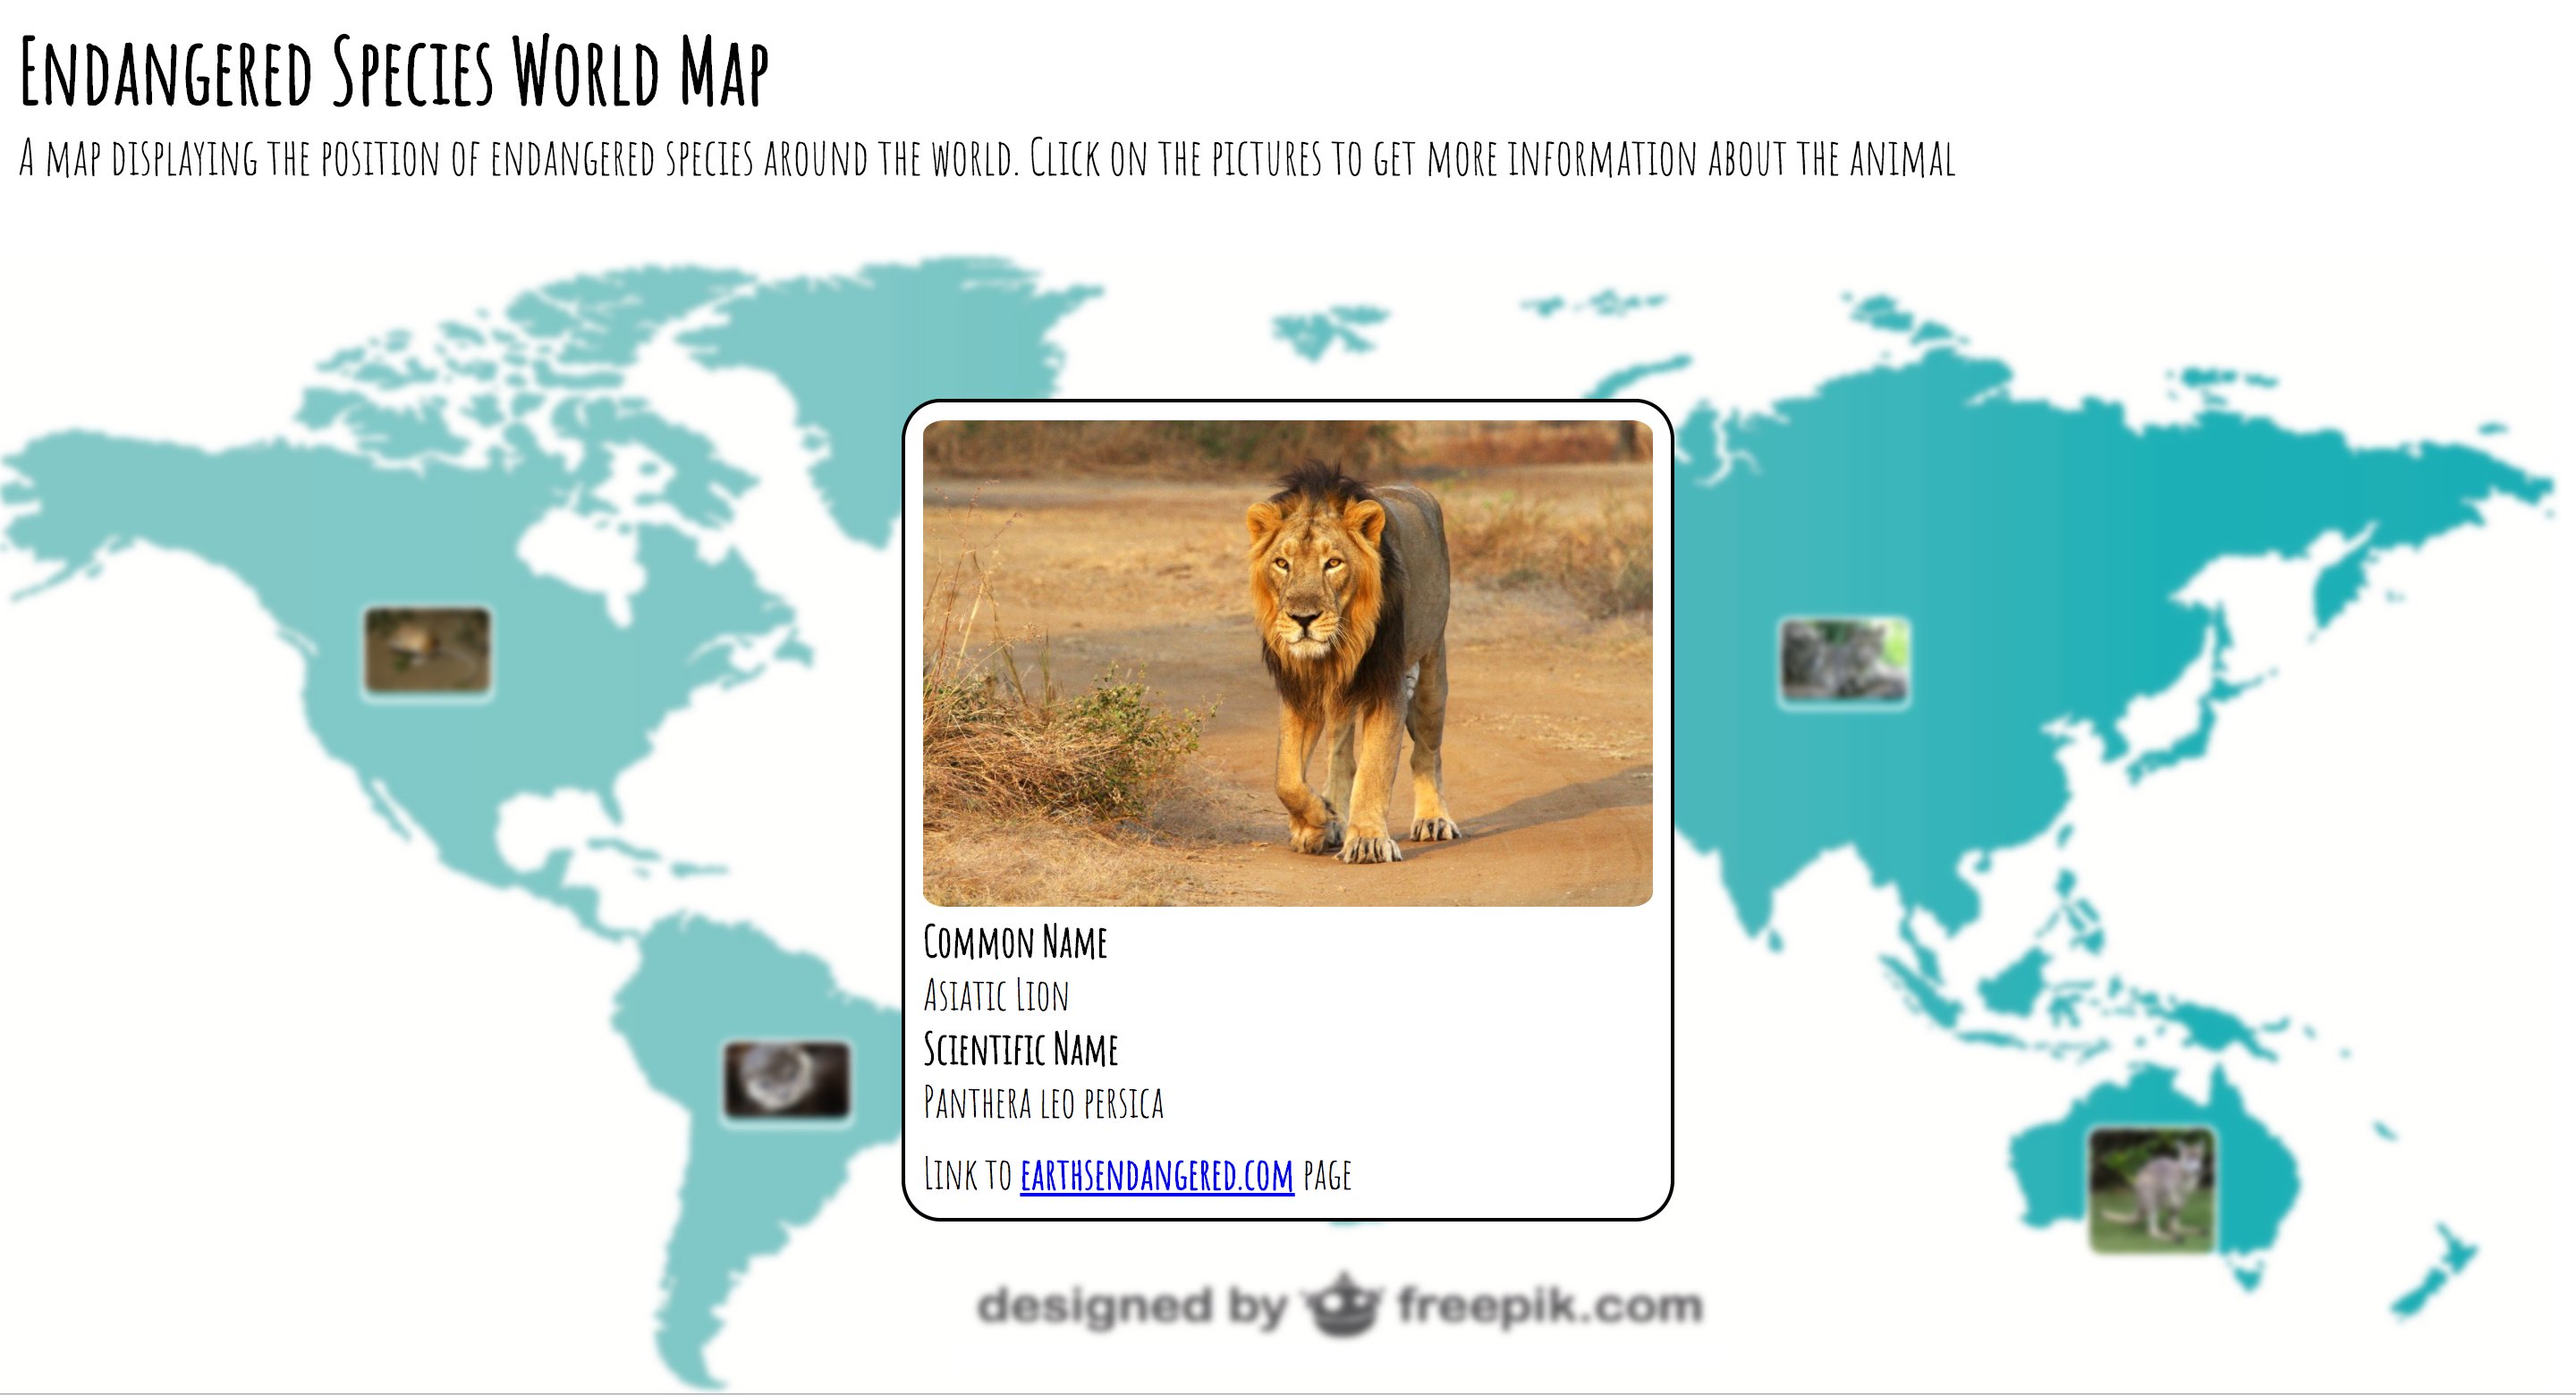 Endangered Species World Map
A map displaying the position of endangered species around the world. Click on the pictures to get more information about the animal
Common Name
Asiatic Lion
Scientific Name
Panthera leo persica
Link to earthsendangered.com page
designed by freepik.com